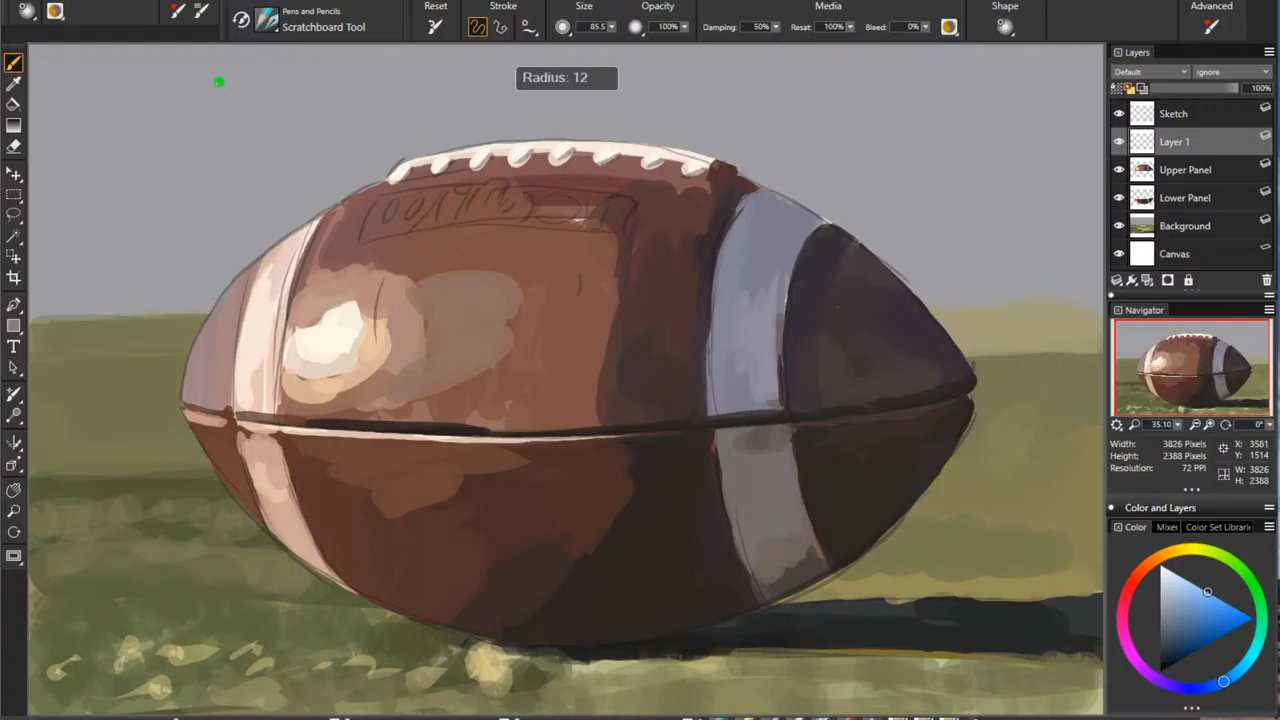 Pens and Pencils
Scratchboard Tool
Reset
Stroke
Size
85.5
Opacity
100%
Media
Damping: 50% Resat: 100% Bleed: 0%
Shape
Advanced
Radius: 12
Layers
Default Ignore
100%
Sketch
Layer 1
Upper Panel
Lower Panel
Background
Canvas
Navigator
35.10 0°
Width: 3826 Pixels
Height: 2388 Pixels
Resolution: 72 PPI
X: 3581
Y: 1514
W: 3826
H: 2388
Color and Layers
Color Mixer Color Set Librari